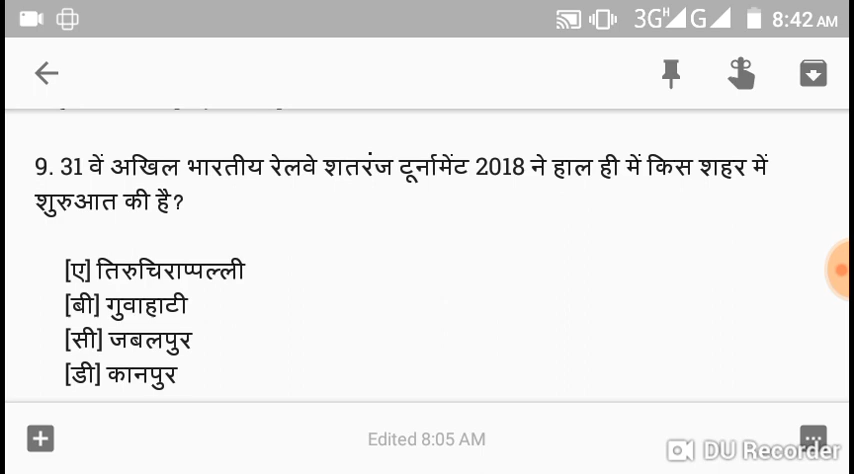 3G H G 8:42 AM
9. 31 वें अखिल भारतीय रेलवे शतरंज टूर्नामेंट 2018 ने हाल ही में किस शहर में
शुरुआत की है?
[ए] तिरुचिराप्पल्ली
[बी] गुवाहाटी
[सी] जबलपुर
[डी] कानपुर
Edited 8:05 AM
DU Recorder